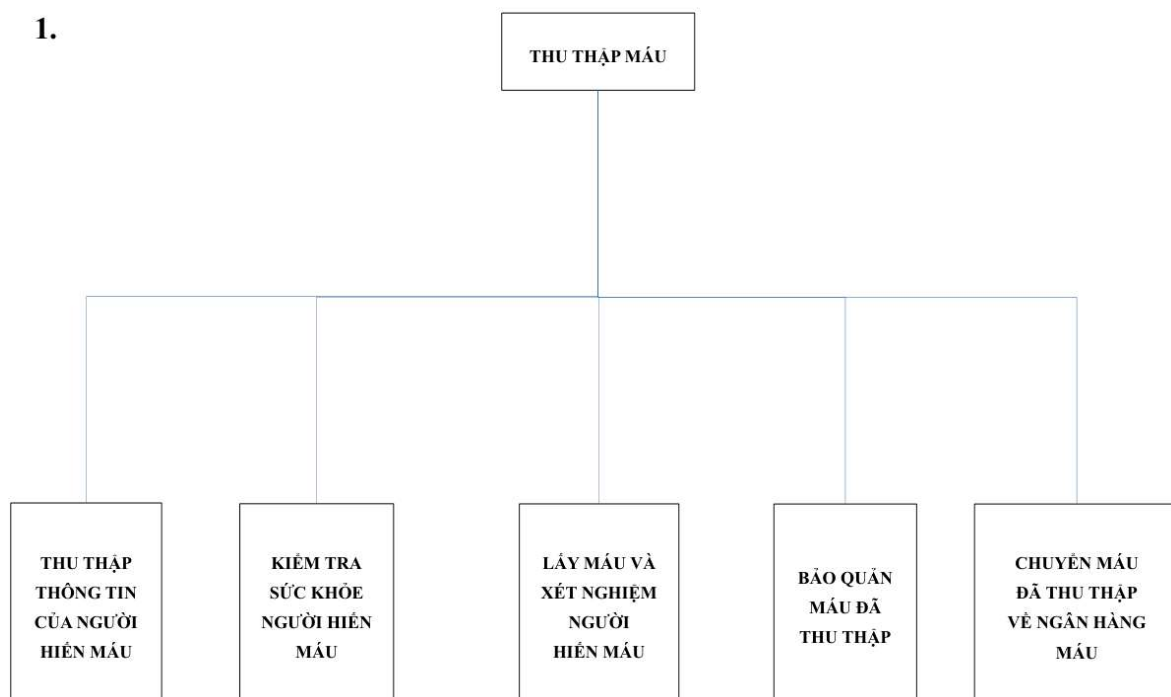 1.
THU THẬP MÁU
THU THẬP
THÔNG TIN
CỦA NGƯỜI
HIẾN MÁU
KIỂM TRA
SỨC KHỎE
NGƯỜI HIẾN
MÁU
LẤY MÁU VÀ
XÉT NGHIỆM
NGƯỜI
HIẾN MÁU
BẢO QUẢN
MÁU ĐÃ
THU THẬP
CHUYỂN MÁU
ĐÃ THU THẬP
VỀ NGÂN HÀNG
MÁU